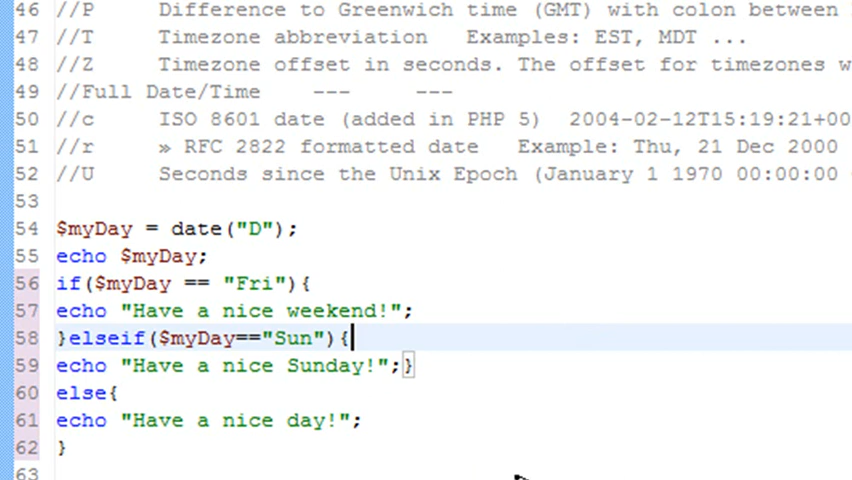 46 //P Difference to Greenwich time (GMT) with colon between
47 //T Timezone abbreviation Examples: EST, MDT ...
48 //Z Timezone offset in seconds. The offset for timezones w
49 //Full Date/Time --- ---
50 //c ISO 8601 date (added in PHP 5) 2004-02-12T15:19:21+00
51 //r » RFC 2822 formatted date Example: Thu, 21 Dec 2000
52 //U Seconds since the Unix Epoch (January 1 1970 00:00:00
53
54 $myDay = date("D");
55 echo $myDay;
56 if($myDay == "Fri"){
57 echo "Have a nice weekend!";
58 }elseif($myDay=="Sun"){
59 echo "Have a nice Sunday!";}
60 else{
61 echo "Have a nice day!";
62 }
63